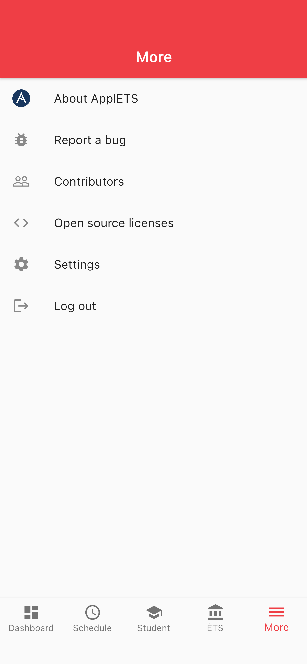 More
About ApplETS
Report a bug
Contributors
Open source licenses
Settings
Log out
Dashboard
Schedule
Student
ETS
More